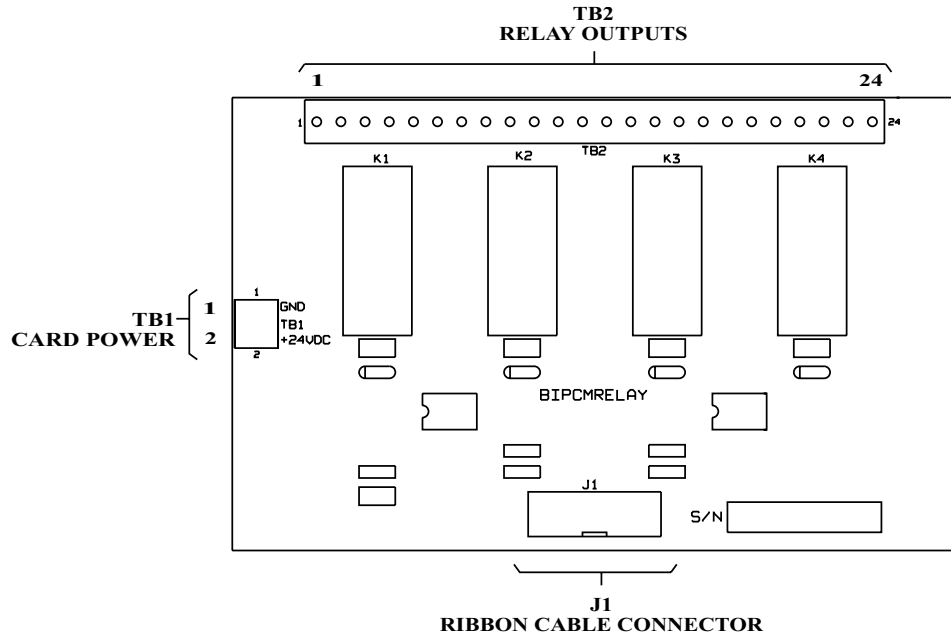 TB2
RELAY OUTPUTS
1 24
1 24
TB2
K1 K2 K3 K4
1
TB1 1 GND
TB1
CARD POWER 2 +24VDC
2
BIPCMRELAY
J1
S/N
J1
RIBBON CABLE CONNECTOR